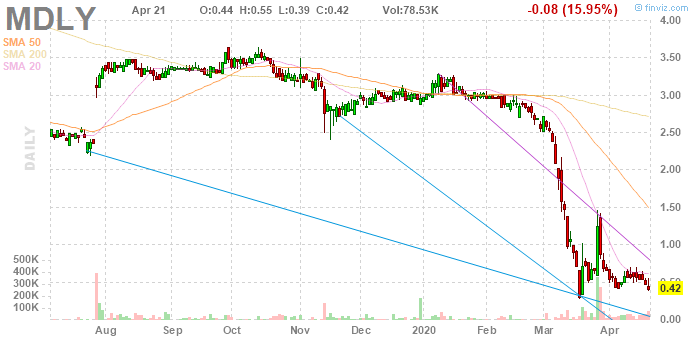 MDLY Apr 21 O:0.44 H:0.55 L:0.39 C:0.42 Vol:78.53K -0.08 (15.95%) © finviz.com
SMA 50
SMA 200
SMA 20
DAILY
4.00
3.50
3.00
2.50
2.00
1.50
1.00
0.50
0.42
0.00
500K
400K
300K
200K
100K
Aug Sep Oct Nov Dec 2020 Feb Mar Apr